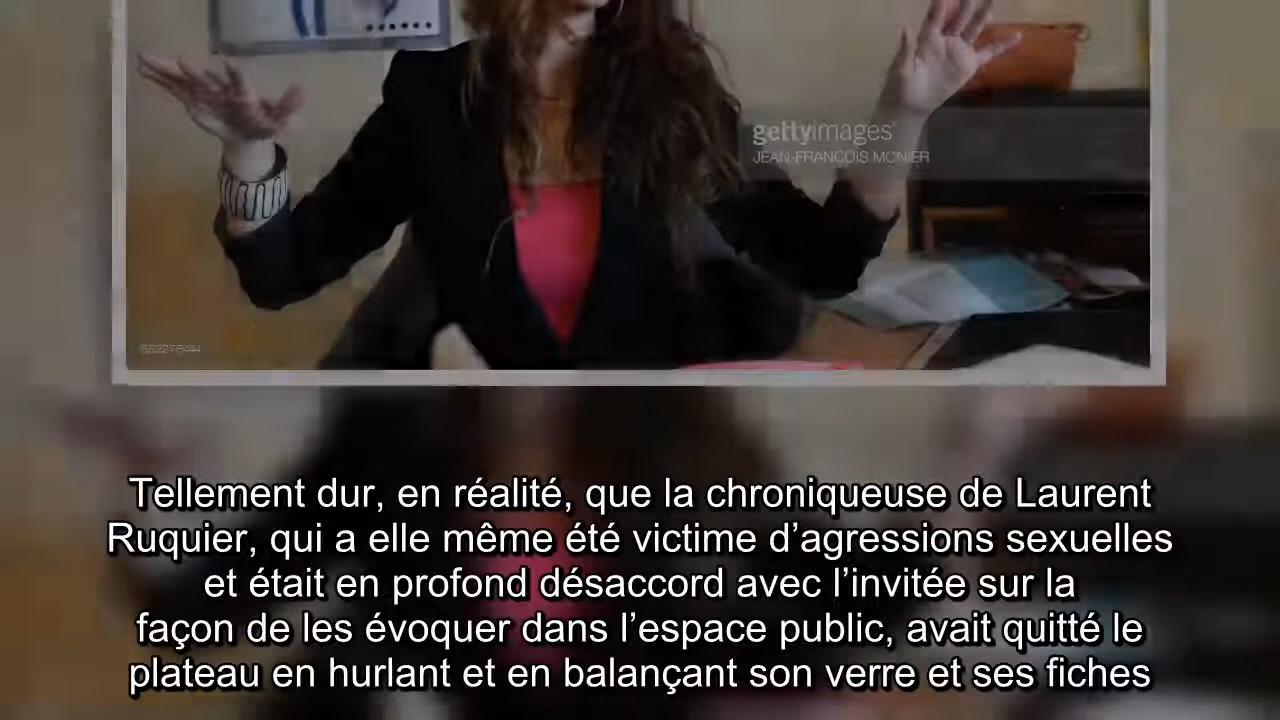 gettyimages
JEAN-FRANCOIS MONIER
Tellement dur, en réalité, que la chroniqueuse de Laurent
Ruquier, qui a elle même été victime d’agressions sexuelles
et était en profond désaccord avec l’invitée sur la
façon de les évoquer dans l’espace public, avait quitté le
plateau en hurlant et en balançant son verre et ses fiches